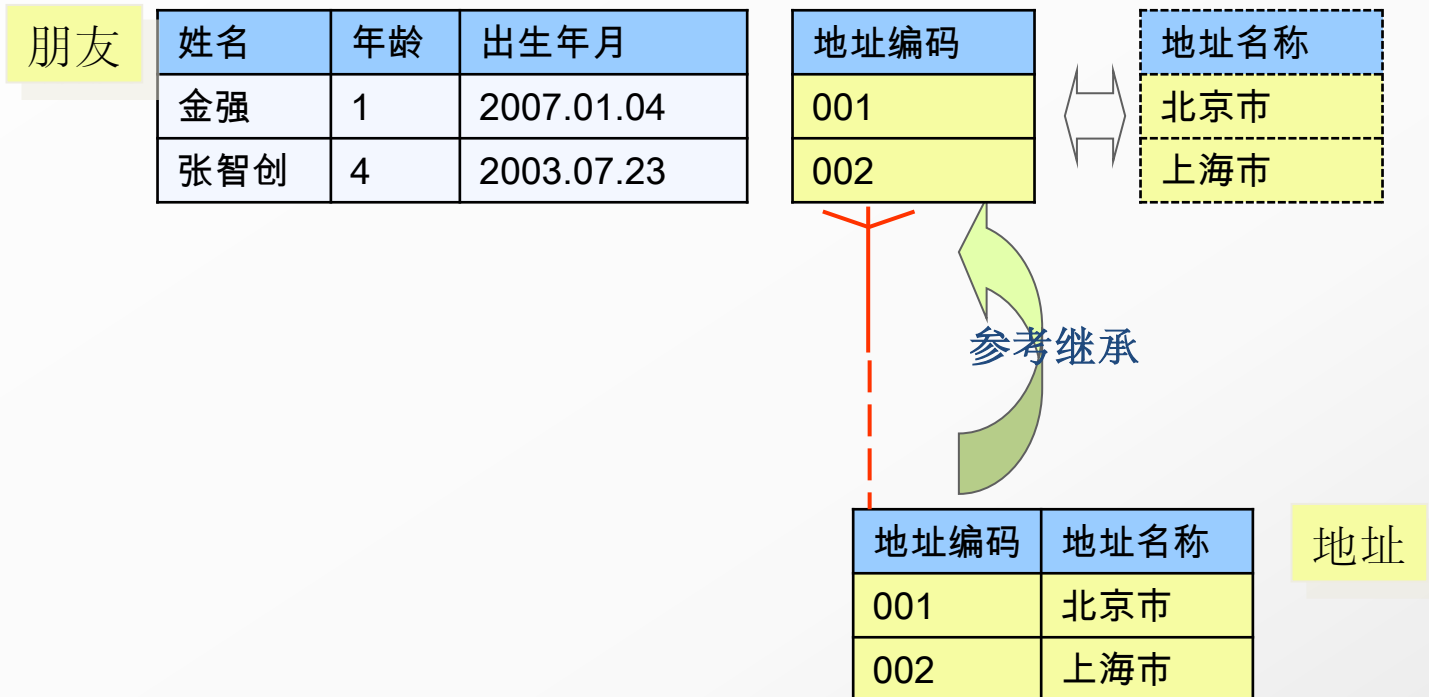 朋友 姓名 年龄 出生年月 地址编码 地址名称
金强 1 2007.01.04 001 北京市
张智创 4 2003.07.23 002 上海市
参考继承
地址编码 地址名称 地址
001 北京市
002 上海市